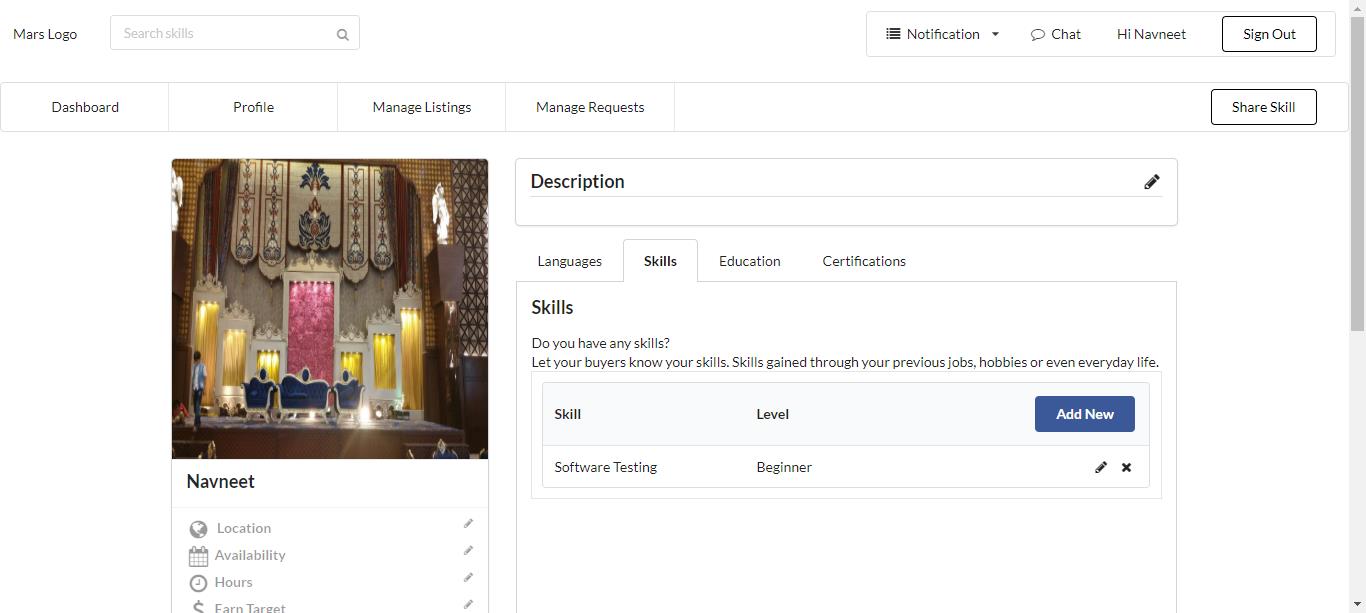 Mars Logo
Search skills
Notification
Chat
Hi Navneet
Sign Out
Dashboard
Profile
Manage Listings
Manage Requests
Share Skill
Description
Languages
Skills
Education
Certifications
Skills
Do you have any skills?
Let your buyers know your skills. Skills gained through your previous jobs, hobbies or even everyday life.
Skill
Level
Add New
Software Testing
Beginner
Navneet
Location
Availability
Hours
Earn Target